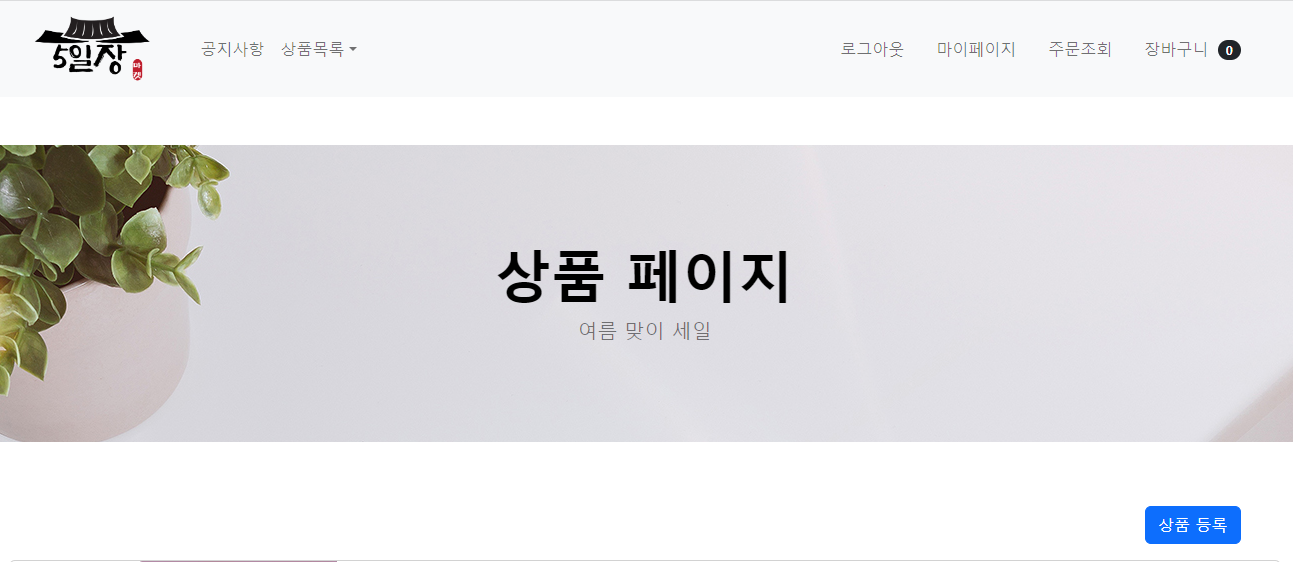 5일장
마켓
공지사항 상품목록
로그아웃 마이페이지 주문조회 장바구니 0
상품 페이지
여름 맞이 세일
상품 등록